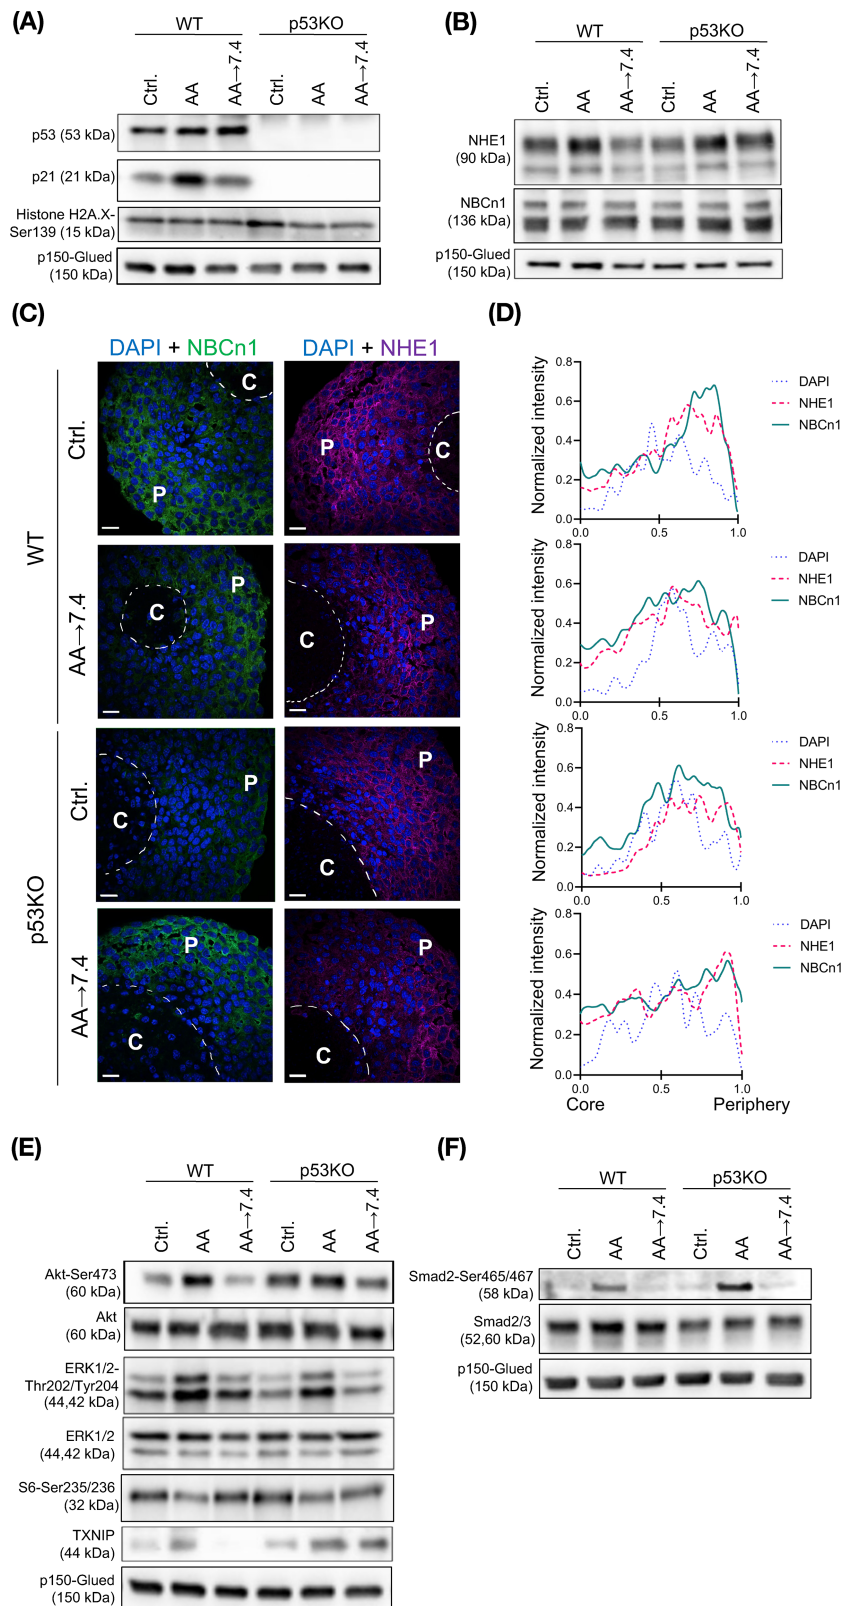 (A)
WT
p53KO
Ctrl.
AA
AA→7.4
Ctrl.
AA
AA→7.4
p53 (53 kDa)
p21 (21 kDa)
Histone H2A.X-
Ser139 (15 kDa)
p150-Glued
(150 kDa)
(B)
WT
p53KO
Ctrl.
AA
AA→7.4
Ctrl.
AA
AA→7.4
NHE1
(90 kDa)
NBCn1
(136 kDa)
p150-Glued
(150 kDa)
(C)
DAPI + NBCn1
DAPI + NHE1
WT
Ctrl.
C
P
P
C
AA→7.4
C
P
C
P
p53KO
Ctrl.
C
P
P
C
AA→7.4
P
C
P
C
(D)
Normalized intensity
0.8
0.6
0.4
0.2
0.0
0.0
0.5
1.0
DAPI
NHE1
NBCn1
Normalized intensity
0.8
0.6
0.4
0.2
0.0
0.0
0.5
1.0
DAPI
NHE1
NBCn1
Normalized intensity
0.8
0.6
0.4
0.2
0.0
0.0
0.5
1.0
DAPI
NHE1
NBCn1
Normalized intensity
0.8
0.6
0.4
0.2
0.0
0.0
0.5
1.0
DAPI
NHE1
NBCn1
Core
Periphery
(E)
WT
p53KO
Ctrl.
AA
AA→7.4
Ctrl.
AA
AA→7.4
Akt-Ser473
(60 kDa)
Akt
(60 kDa)
ERK1/2-
Thr202/Tyr204
(44,42 kDa)
ERK1/2
(44,42 kDa)
S6-Ser235/236
(32 kDa)
TXNIP
(44 kDa)
p150-Glued
(150 kDa)
(F)
WT
p53KO
Ctrl.
AA
AA→7.4
Ctrl.
AA
AA→7.4
Smad2-Ser465/467
(58 kDa)
Smad2/3
(52,60 kDa)
p150-Glued
(150 kDa)